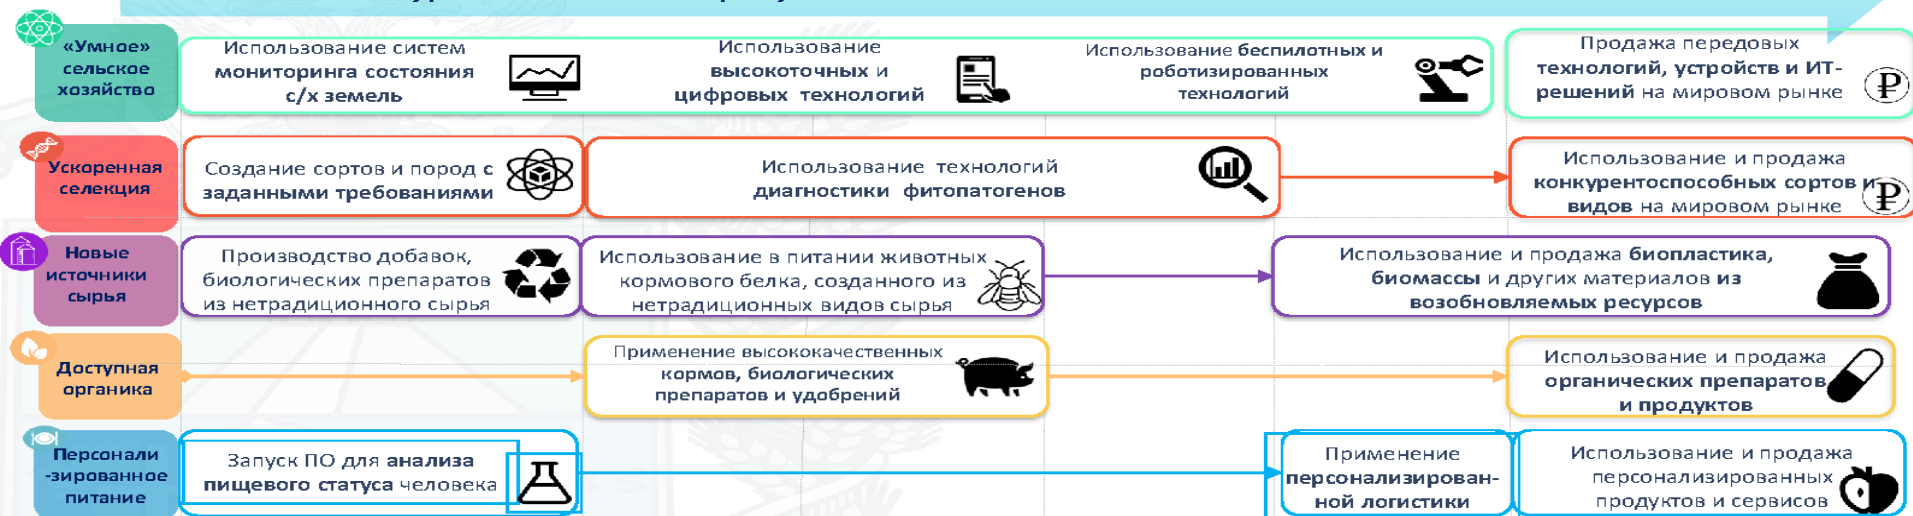 «Умное»
сельское
хозяйство
Использование систем
мониторинга состояния
с/х земель
Использование
высокоточных и
цифровых технологий
Использование беспилотных и
роботизированных
технологий
Продажа передовых
технологий, устройств и ИТ-
решений на мировом рынке
Ускоренная
селекция
Создание сортов и пород с
заданными требованиями
Использование технологий
диагностики фитопатогенов
Использование и продажа
конкурентоспособных сортов и
видов на мировом рынке
Новые
источники
сырья
Производство добавок,
биологических препаратов
из нетрадиционного сырья
Использование в питании животных
кормового белка, созданного из
нетрадиционных видов сырья
Использование и продажа биопластика,
биомассы и других материалов из
возобновляемых ресурсов
Доступная
органика
Применение высококачественных
кормов, биологических
препаратов и удобрений
Использование и продажа
органических препаратов
и продуктов
Персонали
-зированное
питание
Запуск ПО для анализа
пищевого статуса человека
Применение
персонализирован-
ной логистики
Использование и продажа
персонализированных
продуктов и сервисов